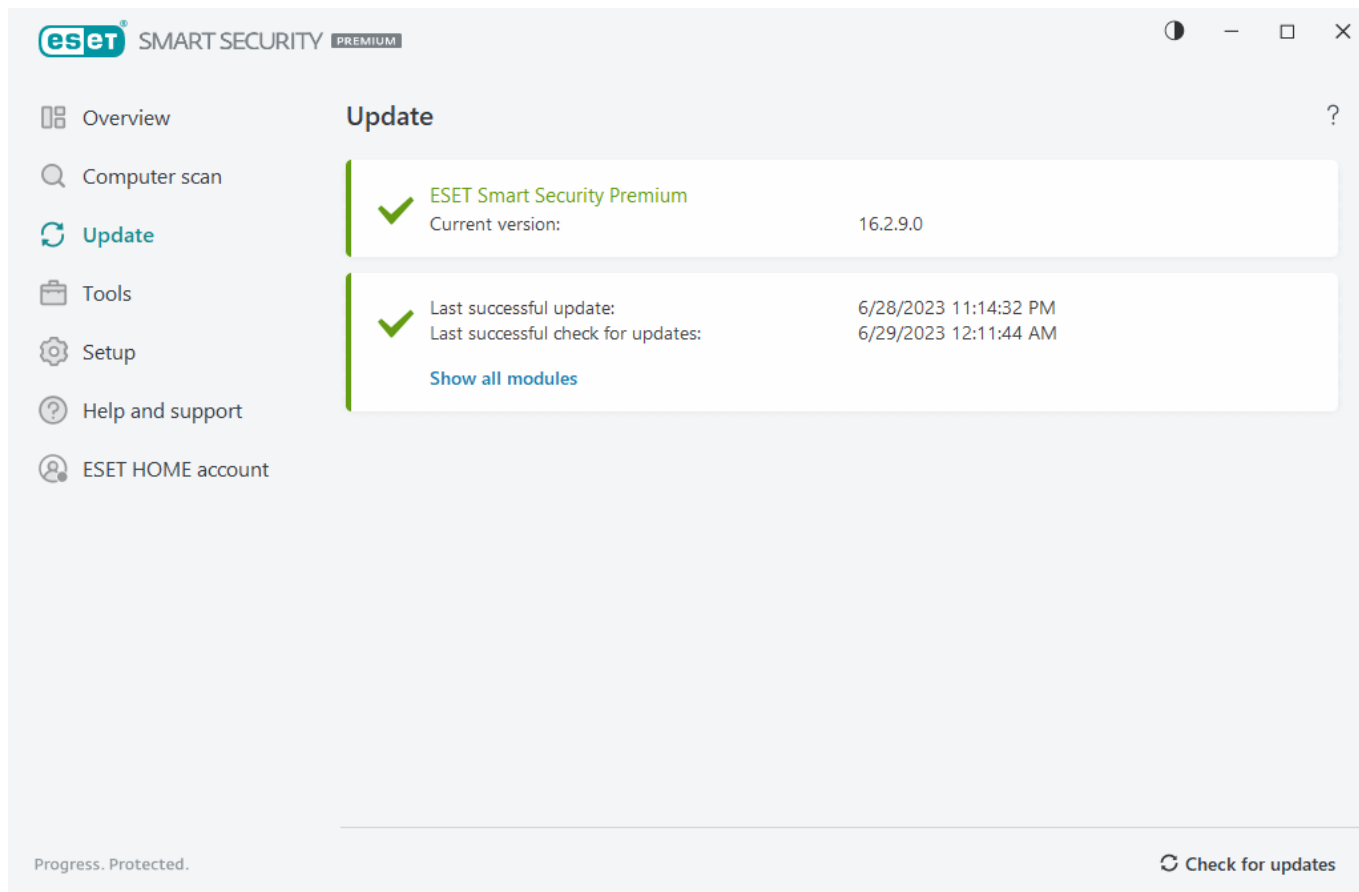 eset® SMART SECURITY PREMIUM
Overview
Computer scan
Update
Tools
Setup
Help and support
ESET HOME account
Update
?
ESET Smart Security Premium
Current version: 16.2.9.0
Last successful update: 6/28/2023 11:14:32 PM
Last successful check for updates: 6/29/2023 12:11:44 AM
Show all modules
Progress. Protected.
Check for updates